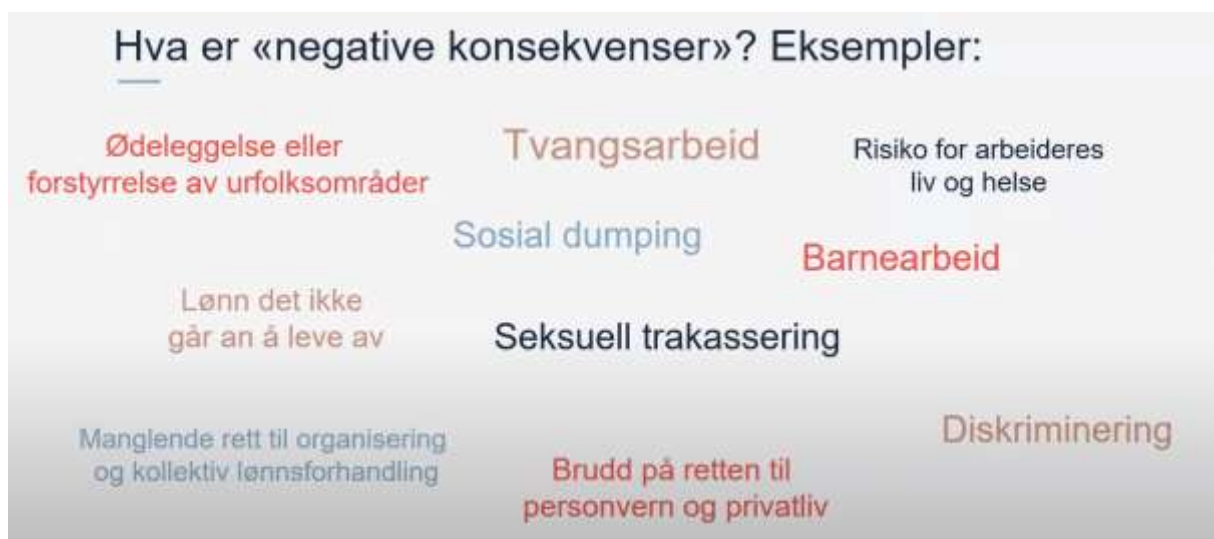 Hva er «negative konsekvenser»? Eksempler:
Ødeleggelse eller
forstyrrelse av urfolksområder
Tvangsarbeid
Risiko for arbeideres
liv og helse
Sosial dumping
Barnearbeid
Lønn det ikke
går an å leve av
Seksuell trakassering
Diskriminering
Manglende rett til organisering
og kollektiv lønnsforhandling
Brudd på retten til
personvern og privatliv